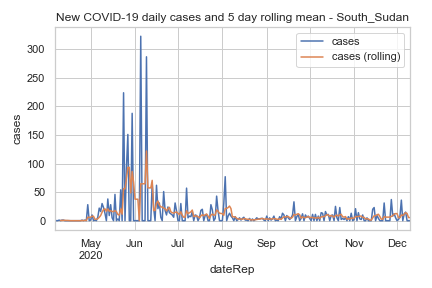 New COVID-19 daily cases and 5 day rolling mean - South_Sudan
cases
cases (rolling)
300
250
200
150
100
50
0
cases
May Jun Jul Aug Sep Oct Nov Dec
2020
dateRep